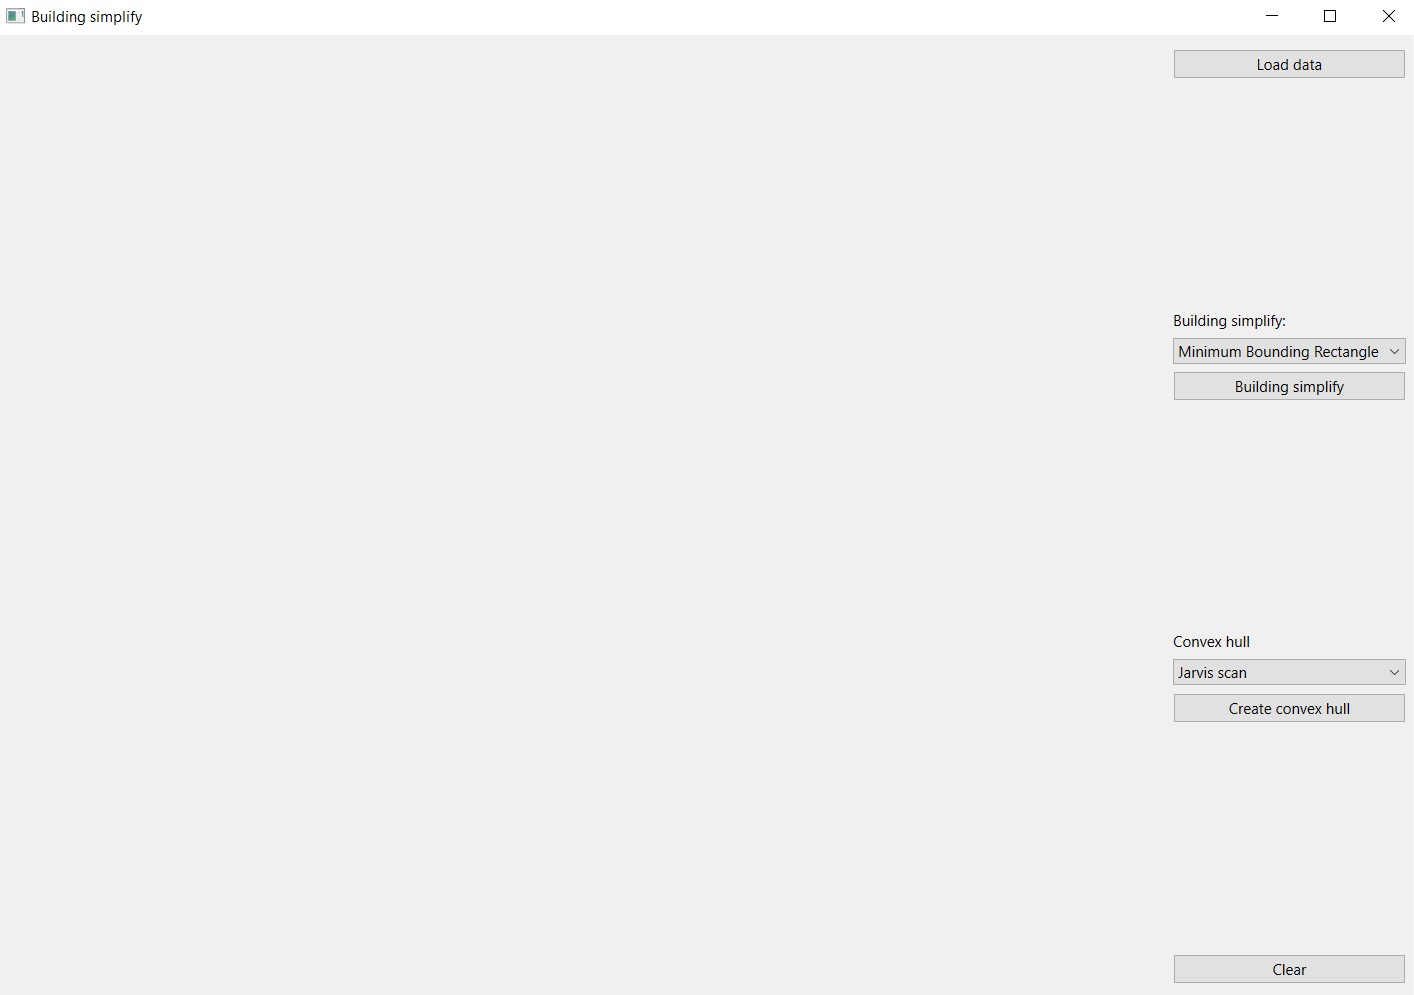 Building simplify
Load data
Building simplify:
Minimum Bounding Rectangle
Building simplify
Convex hull
Jarvis scan
Create convex hull
Clear